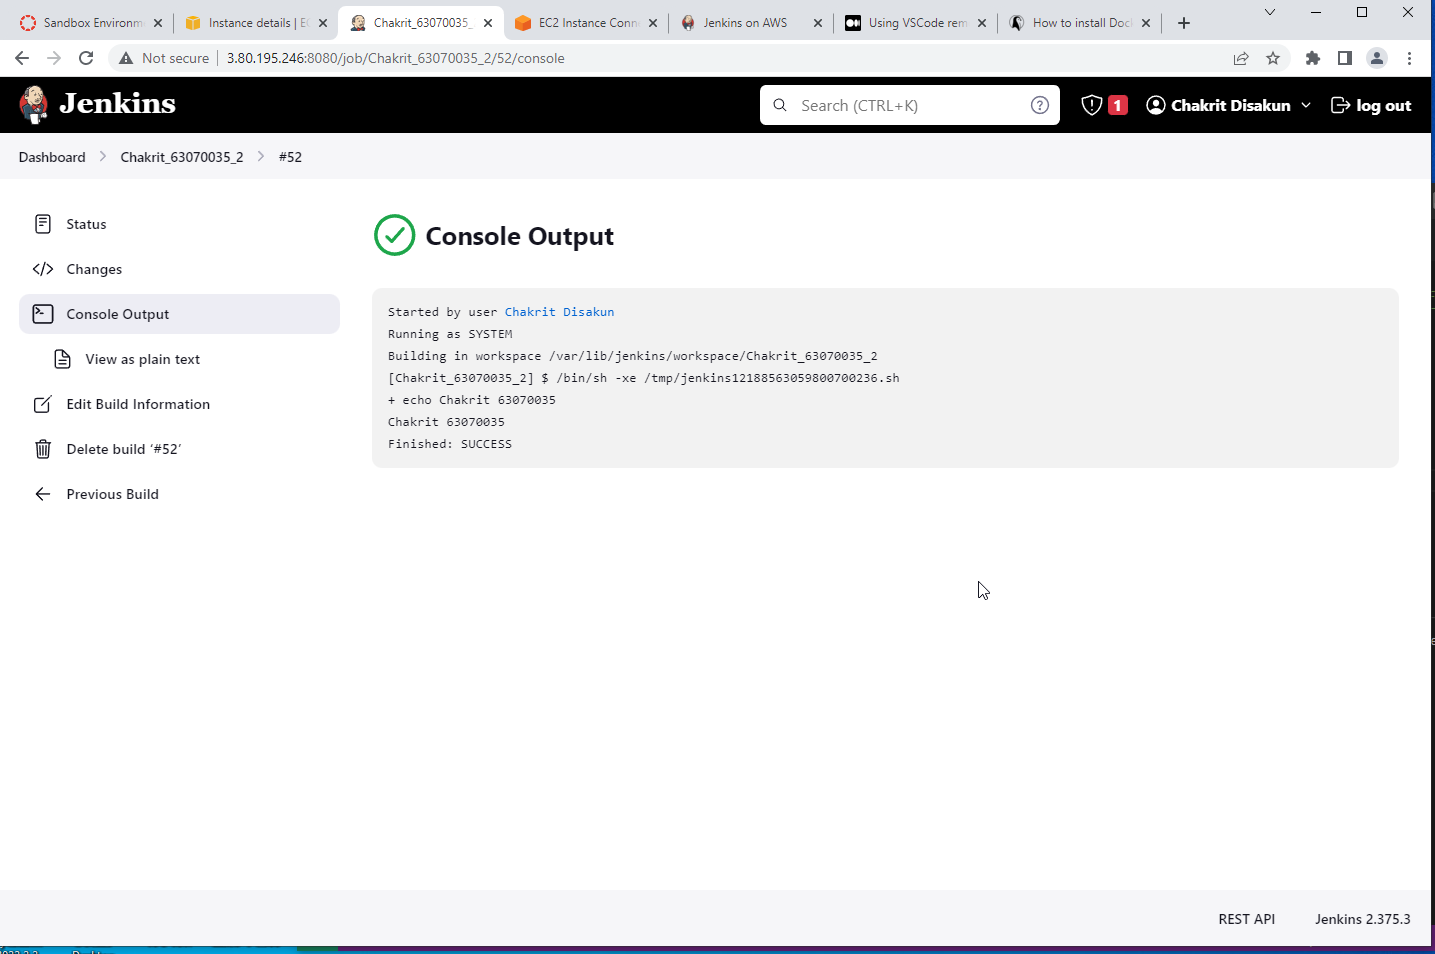 Sandbox Environm
Instance details | EC
Chakrit_63070035_
EC2 Instance Conn
Jenkins on AWS
Using VSCode rem
How to install Doc
Not secure
3.80.195.246:8080/job/Chakrit_63070035_2/52/console
Jenkins
Search (CTRL+K)
1
Chakrit Disakun
log out
Dashboard
Chakrit_63070035_2
#52
Status
Changes
Console Output
View as plain text
Edit Build Information
Delete build ‘#52’
Previous Build
Console Output
Started by user Chakrit Disakun
Running as SYSTEM
Building in workspace /var/lib/jenkins/workspace/Chakrit_63070035_2
[Chakrit_63070035_2] $ /bin/sh -xe /tmp/jenkins12188563059800700236.sh
+ echo Chakrit 63070035
Chakrit 63070035
Finished: SUCCESS
REST API
Jenkins 2.375.3